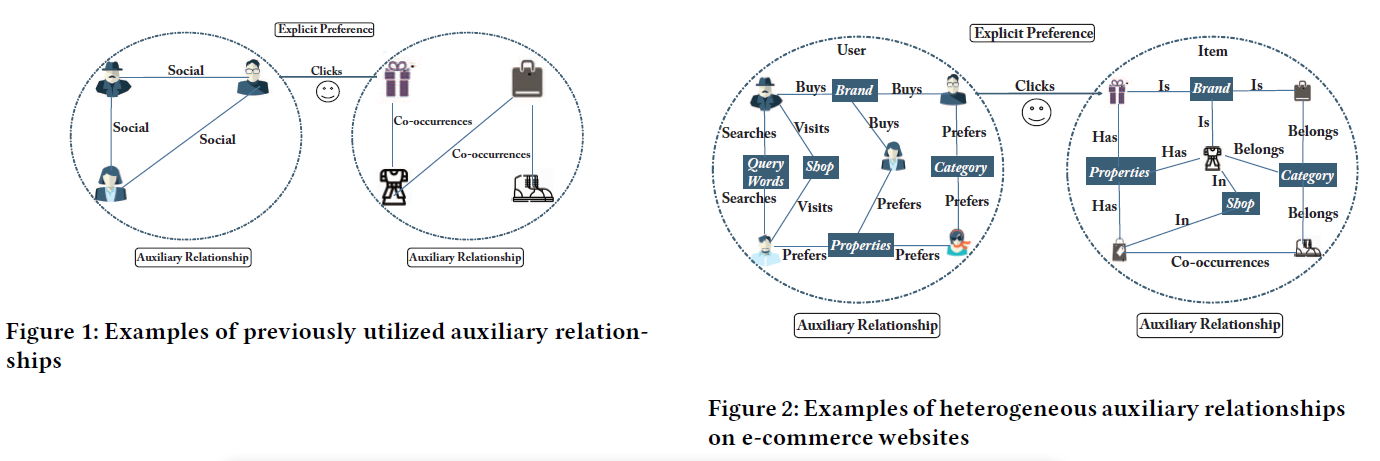 Explicit Preference
Social
Clicks
Social
Social
Co-occurrences
Co-occurrences
Auxiliary Relationship
Auxiliary Relationship
Figure 1: Examples of previously utilized auxiliary relation-
ships
Explicit Preference
User
Item
Buys
Brand
Buys
Clicks
Is
Brand
Is
Searches
Visits
Buys
Prefers
Has
Is
Belongs
Query
Words
Shop
Category
Properties
Has
Belongs
Category
In
Searches
Visits
Prefers
Prefers
Has
In
Shop
Belongs
Prefers
Properties
Prefers
Co-occurrences
Auxiliary Relationship
Auxiliary Relationship
Figure 2: Examples of heterogeneous auxiliary relationships
on e-commerce websites